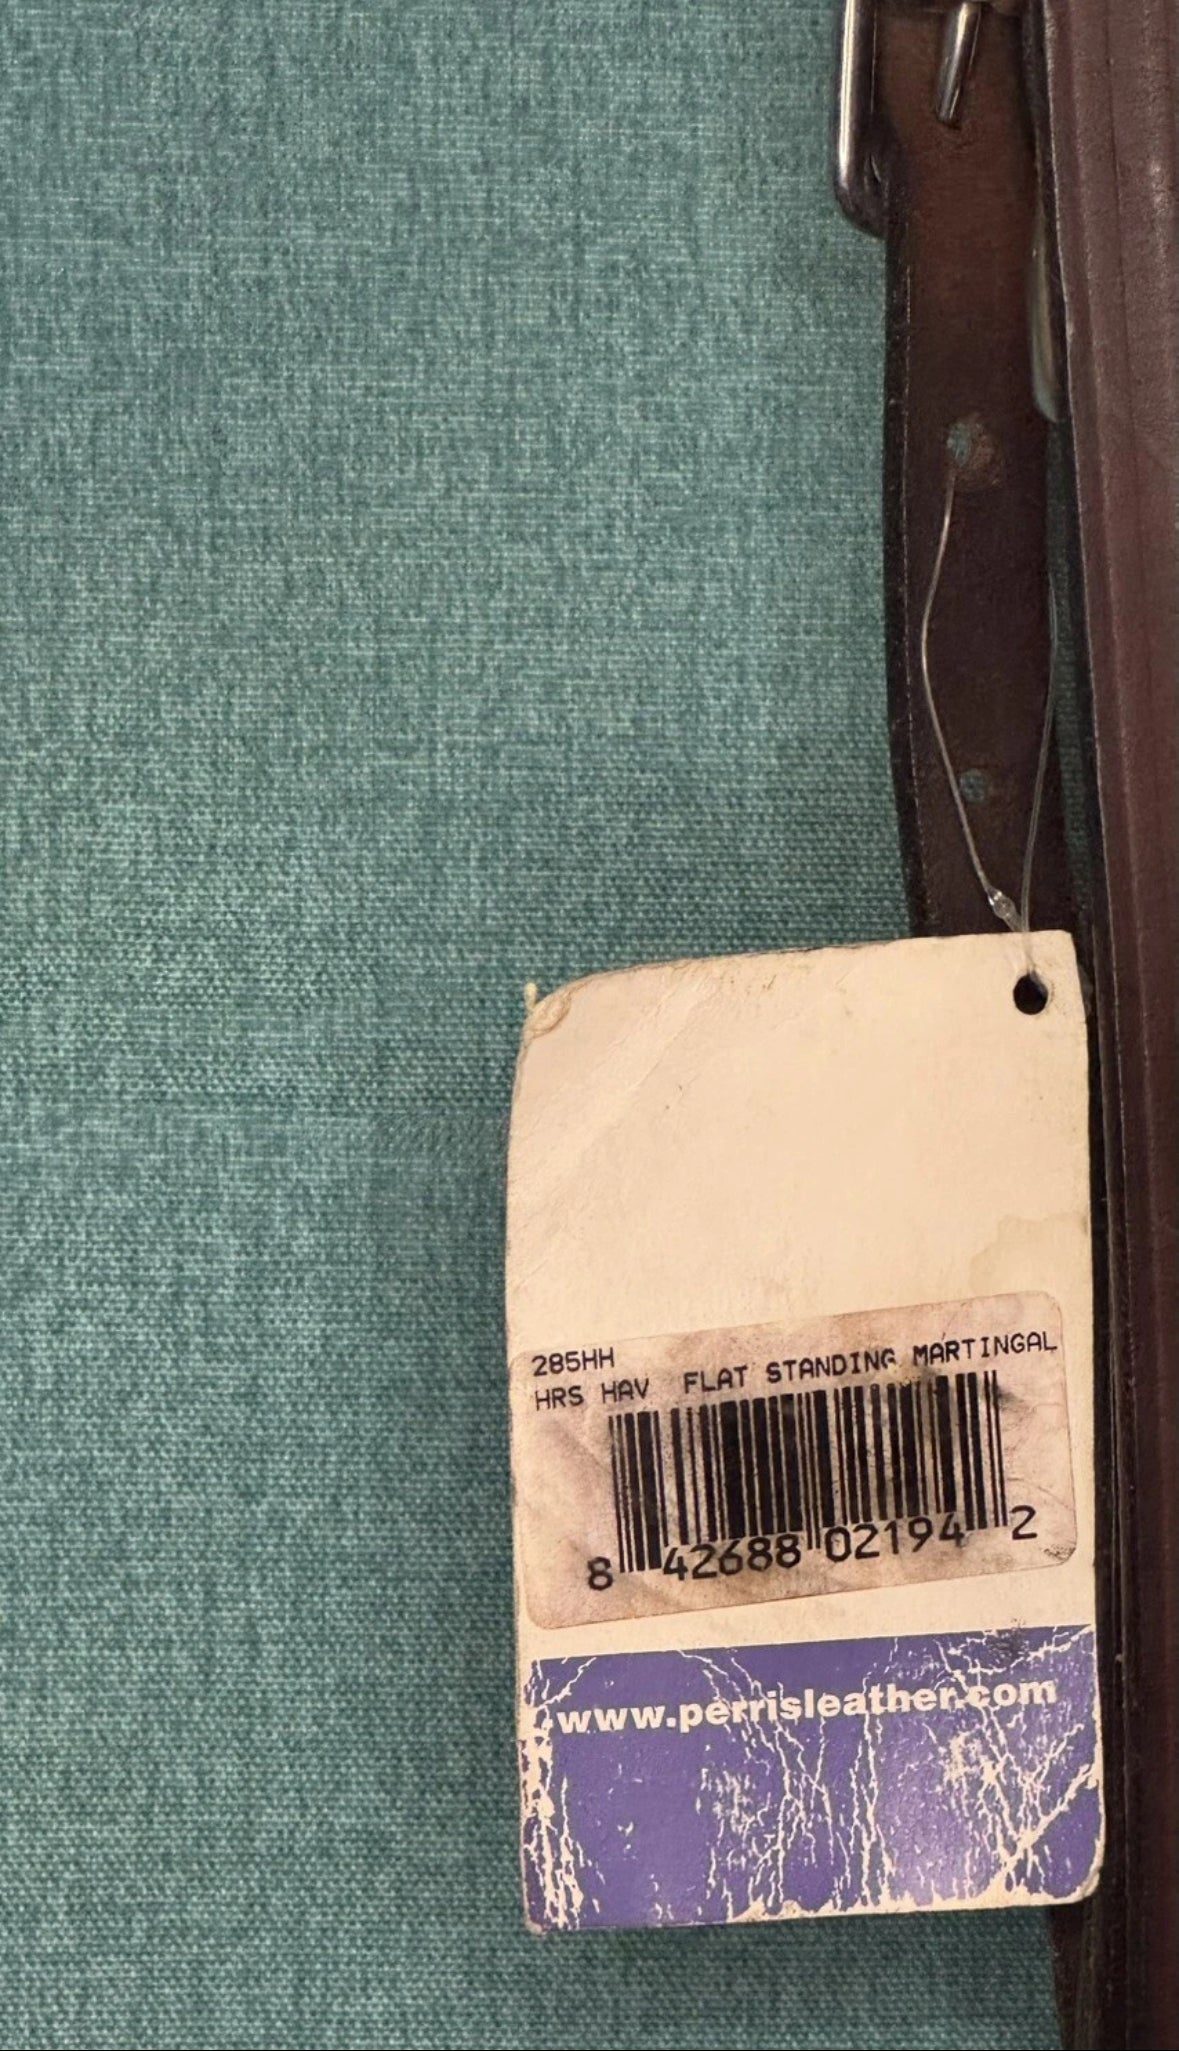 285HH
HRS HAV FLAT STANDING MARTINGAL
8 42688 02194 2
www.perrisleather.com